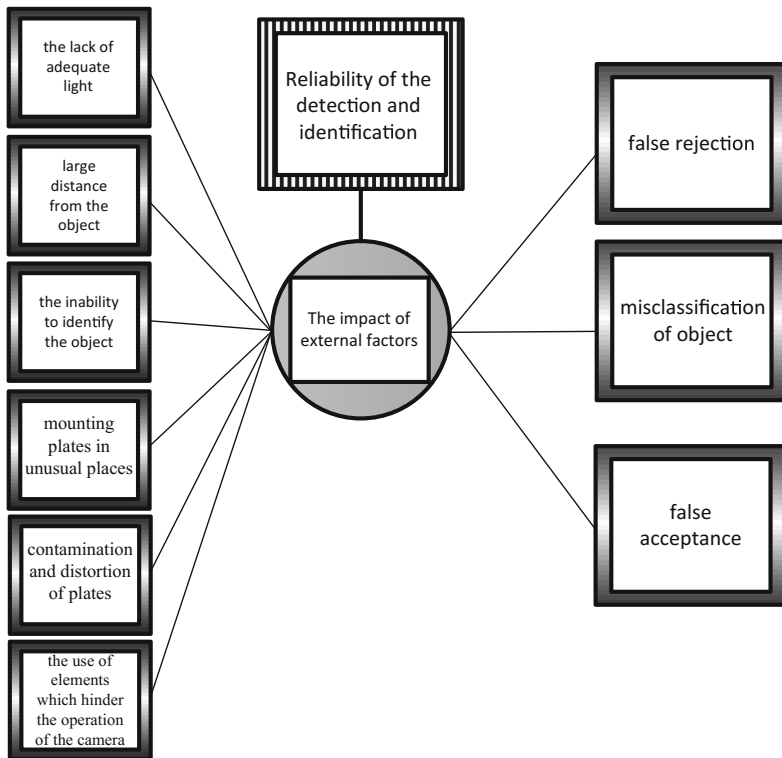 the lack of
adequate
light
large
distance
from the
object
the inability
to identify
the object
mounting
plates in
unusual places
contamination
and distortion
of plates
the use of
elements
which hinder
the operation
of the camera
Reliability of the
detection and
identification
The impact of
external factors
false rejection
misclassification
of object
false
acceptance